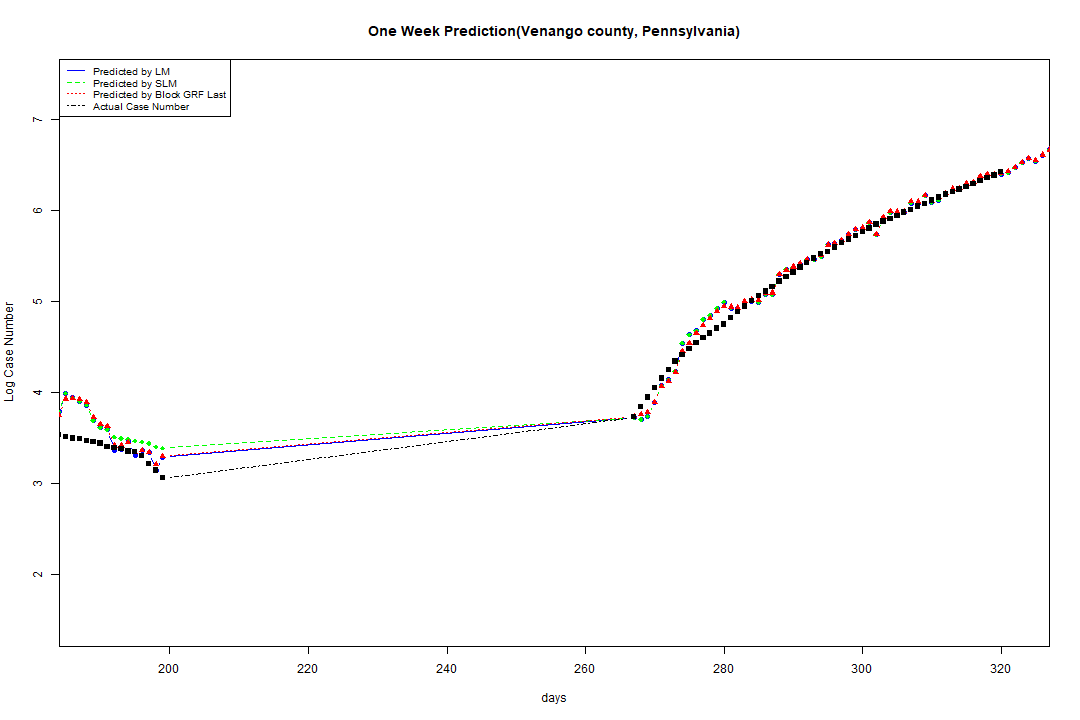 One Week Prediction(Venango county, Pennsylvania)
Predicted by LM
Predicted by SLM
Predicted by Block GRF Last
Actual Case Number
7
6
5
4
3
2
Log Case Number
200 220 240 260 280 300 320
days